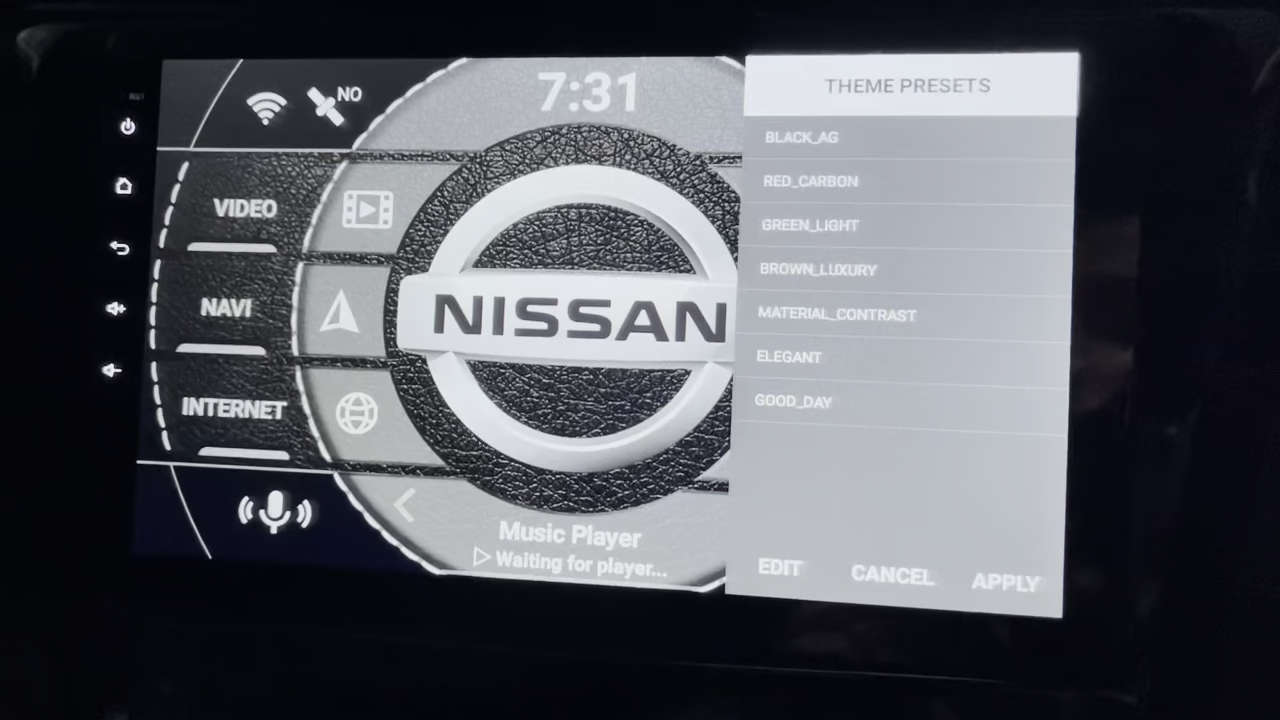 NO
7:31
VIDEO
NAVI
INTERNET
NISSAN
Music Player
Waiting for player...
THEME PRESETS
BLACK_AG
RED_CARBON
GREEN_LIGHT
BROWN_LUXURY
MATERIAL_CONTRAST
ELEGANT
GOOD_DAY
EDIT
CANCEL
APPLY